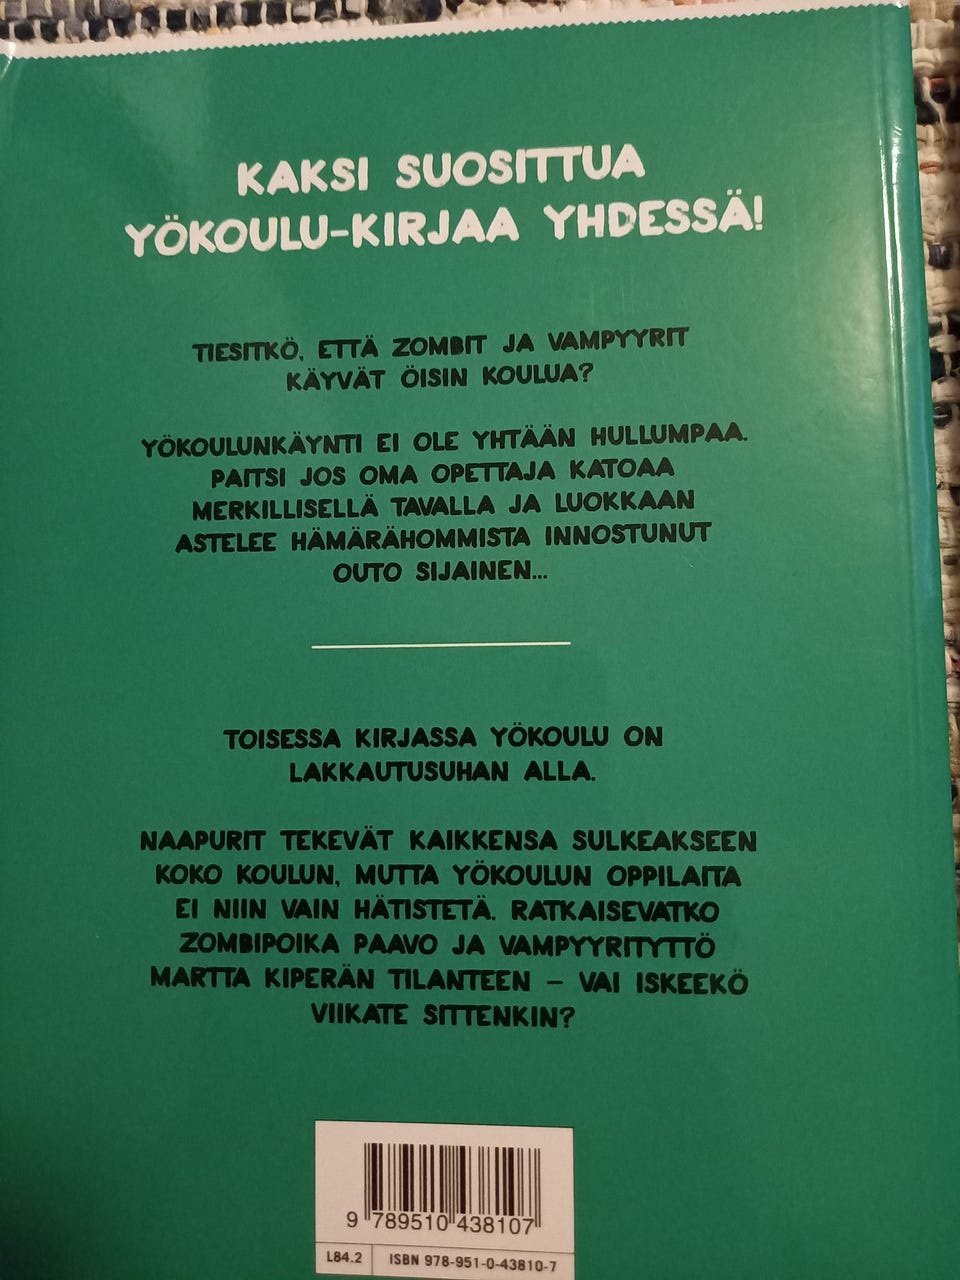 KAKSI SUOSITTUA
YÖKOULU-KIRJAA YHDESSÄ!
TIESITKÖ, ETTÄ ZOMBIT JA VAMPYYRIT
KÄYVÄT ÖISIN KOULUA?
YÖKOULUNKÄYNTI EI OLE YHTÄÄN HULLUMPAA.
PAITSI JOS OMA OPETTAJA KATOAA
MERKILLISELLÄ TAVALLA JA LUOKKAAN
ASTELEE HÄMÄRÄHOMMISTA INNOSTUNUT
OUTO SIJAINEN...
TOISESSA KIRJASSA YÖKOULU ON
LAKKAUTUSUHAN ALLA.
NAAPURIT TEKEVÄT KAIKKENSA SULKEAKSEEN
KOKO KOULUN, MUTTA YÖKOULUN OPPILAITA
EI NIIN VAIN HÄTISTETÄ. RATKAISEVATKO
ZOMBIPOIKA PAAVO JA VAMPYYRITYTTÖ
MARTTA KIPERÄN TILANTEEN – VAI ISKEEKÖ
VIIKATE SITTENKIN?
9 789510 438107
L84.2 ISBN 978-951-0-43810-7